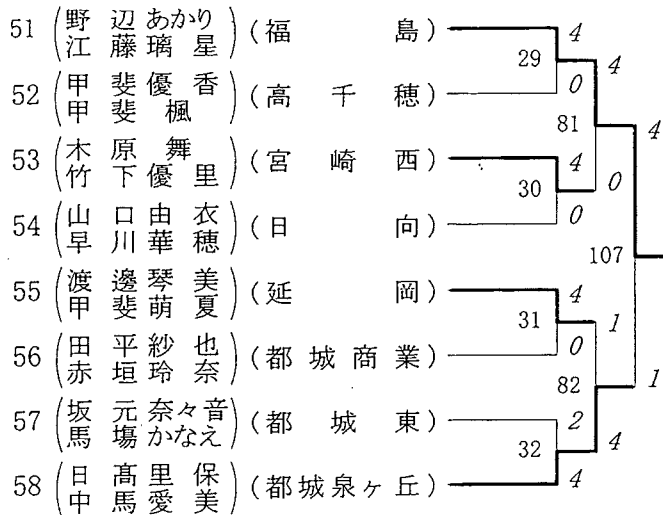 51 (野辺あかり 江藤璃星) (福島) 4
29
52 (甲斐優香 甲斐楓) (高千穂) 0
4
81
53 (木原舞 竹下優里) (宮崎西) 4
30
0
54 (山口由衣 早川華穂) (日向) 0
4
107
55 (渡邊琴美 甲斐萌夏) (延岡) 4
31
1
56 (田平紗也 赤垣玲奈) (都城商業) 0
82
1
57 (坂元奈々音 馬塲かなえ) (都城東) 2
32
4
58 (日髙里保 中馬愛美) (都城泉ヶ丘) 4